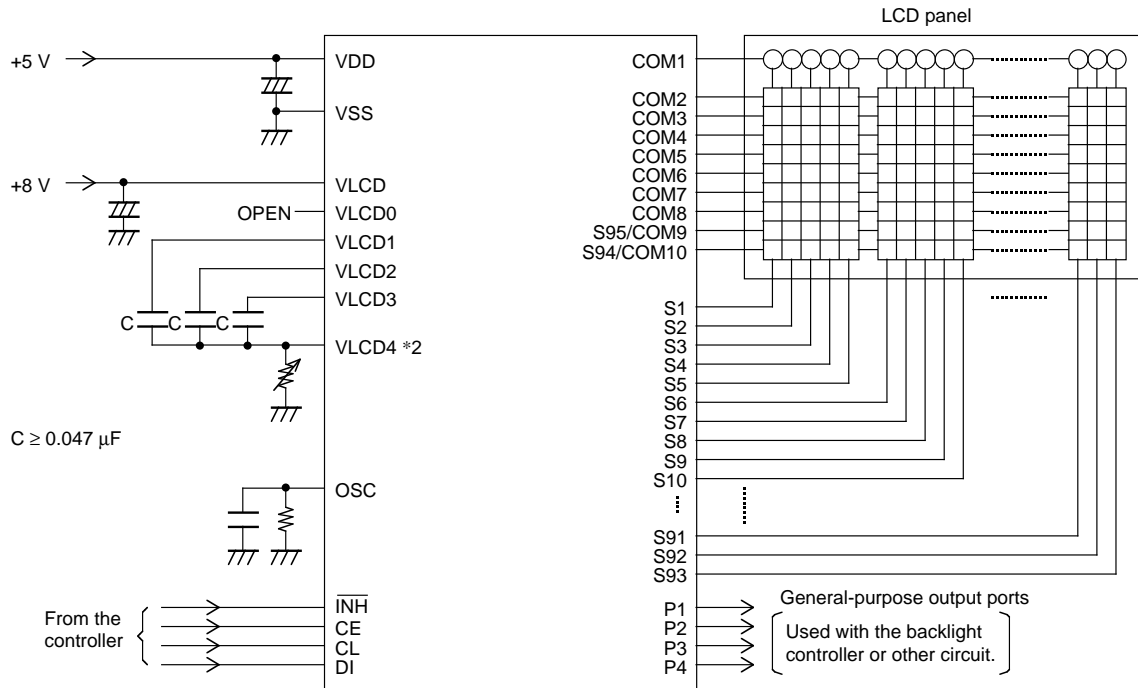 LCD panel
+5 V
VDD
COM1
VSS
COM2
COM3
COM4
COM5
+8 V
VLCD
COM6
COM7
OPEN
VLCD0
COM8
VLCD1
S95/COM9
S94/COM10
VLCD2
VLCD3
S1
C
C
C
S2
VLCD4 *2
S3
S4
S5
S6
S7
C ≥ 0.047 μF
S8
S9
S10
OSC
S91
S92
S93
From the
controller
INH
CE
CL
DI
P1
P2
P3
P4
General-purpose output ports
Used with the backlight
controller or other circuit.